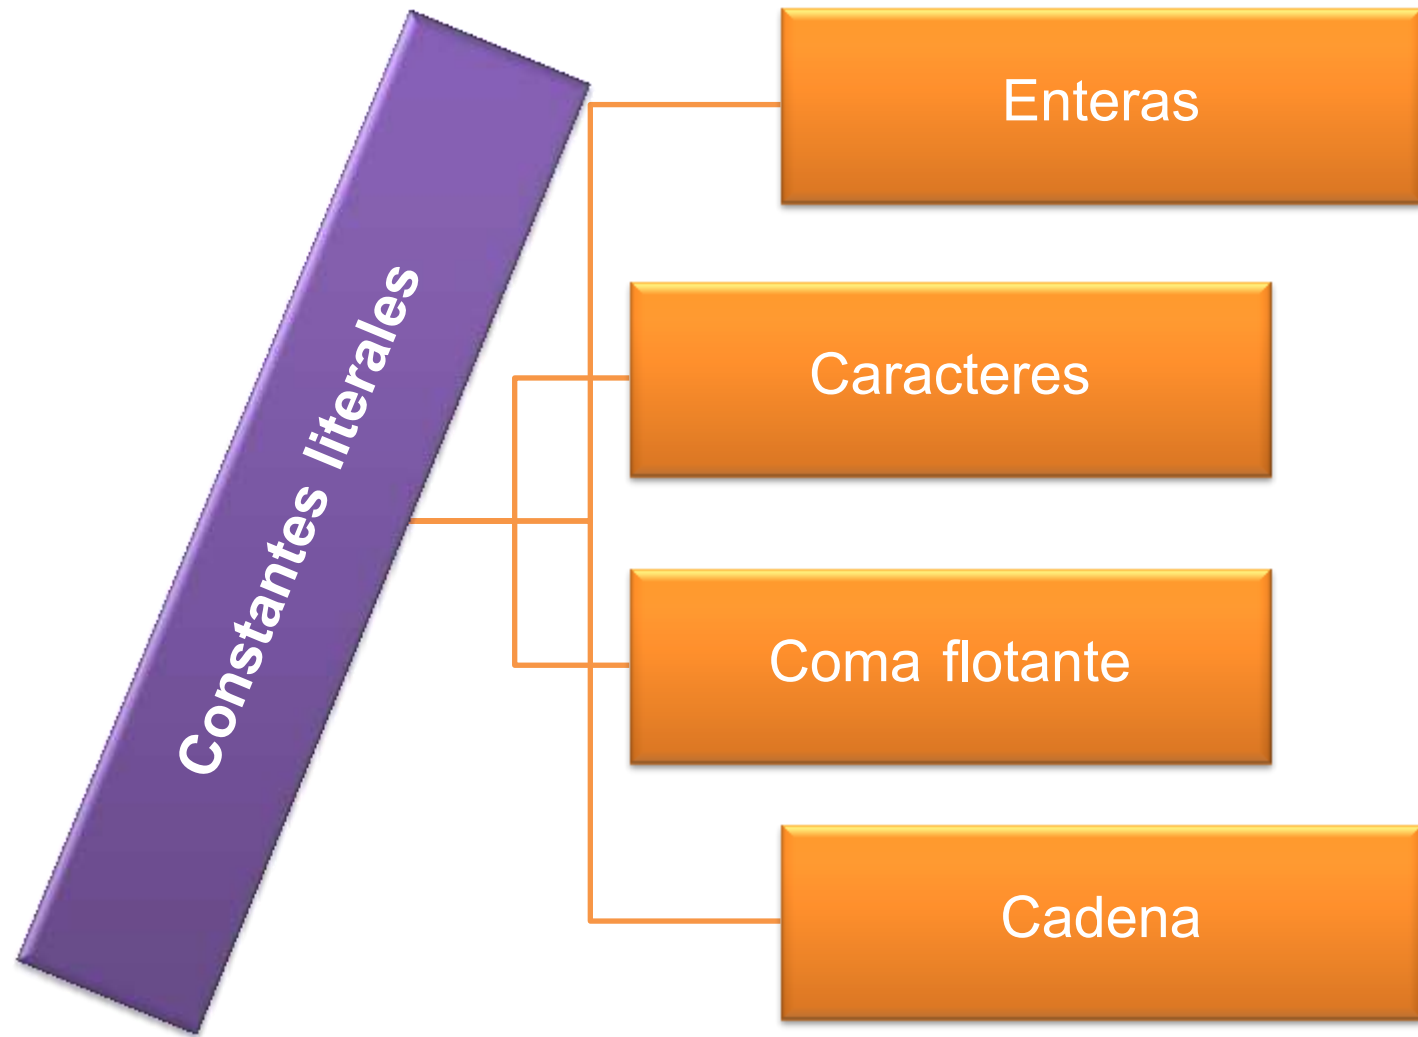 Constantes literales
Enteras
Caracteres
Coma flotante
Cadena